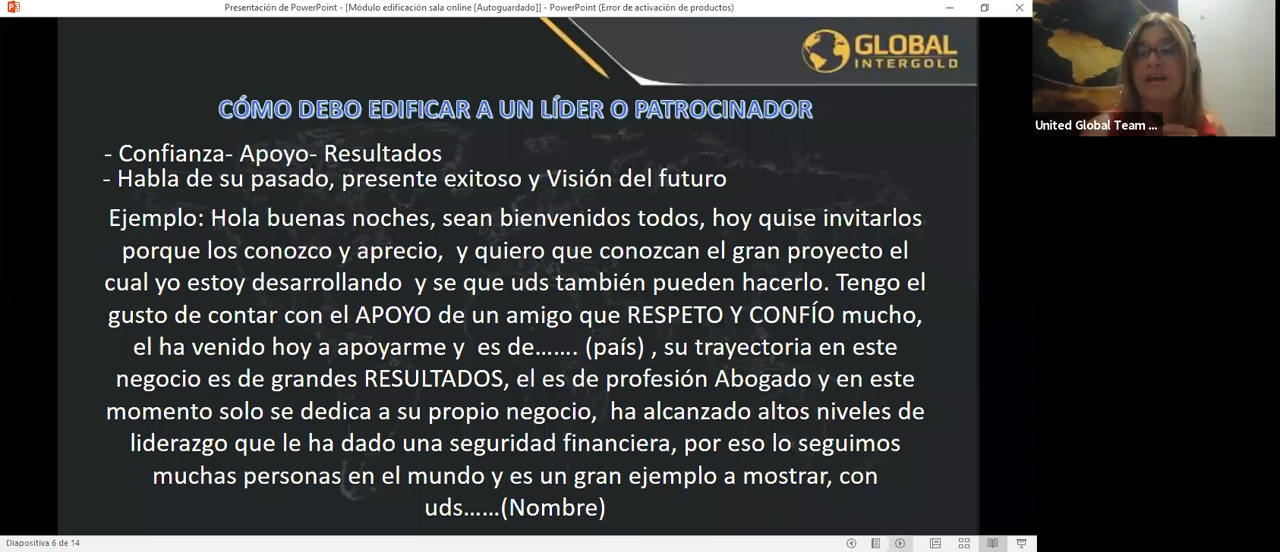 Presentación de PowerPoint - [Módulo edificación sala online [Autoguardado]] - PowerPoint (Error de activación de productos)
GLOBAL
INTERGOLD
CÓMO DEBO EDIFICAR A UN LÍDER O PATROCINADOR
- Confianza- Apoyo- Resultados
- Habla de su pasado, presente exitoso y Visión del futuro
Ejemplo: Hola buenas noches, sean bienvenidos todos, hoy quise invitarlos
porque los conozco y aprecio, y quiero que conozcan el gran proyecto el
cual yo estoy desarrollando y se que uds también pueden hacerlo. Tengo el
gusto de contar con el APOYO de un amigo que RESPETO Y CONFÍO mucho,
el ha venido hoy a apoyarme y es de……. (país) , su trayectoria en este
negocio es de grandes RESULTADOS, el es de profesión Abogado y en este
momento solo se dedica a su propio negocio, ha alcanzado altos niveles de
liderazgo que le ha dado una seguridad financiera, por eso lo seguimos
muchas personas en el mundo y es un gran ejemplo a mostrar, con
uds……(Nombre)
United Global Team ...
Diapositiva 6 de 14